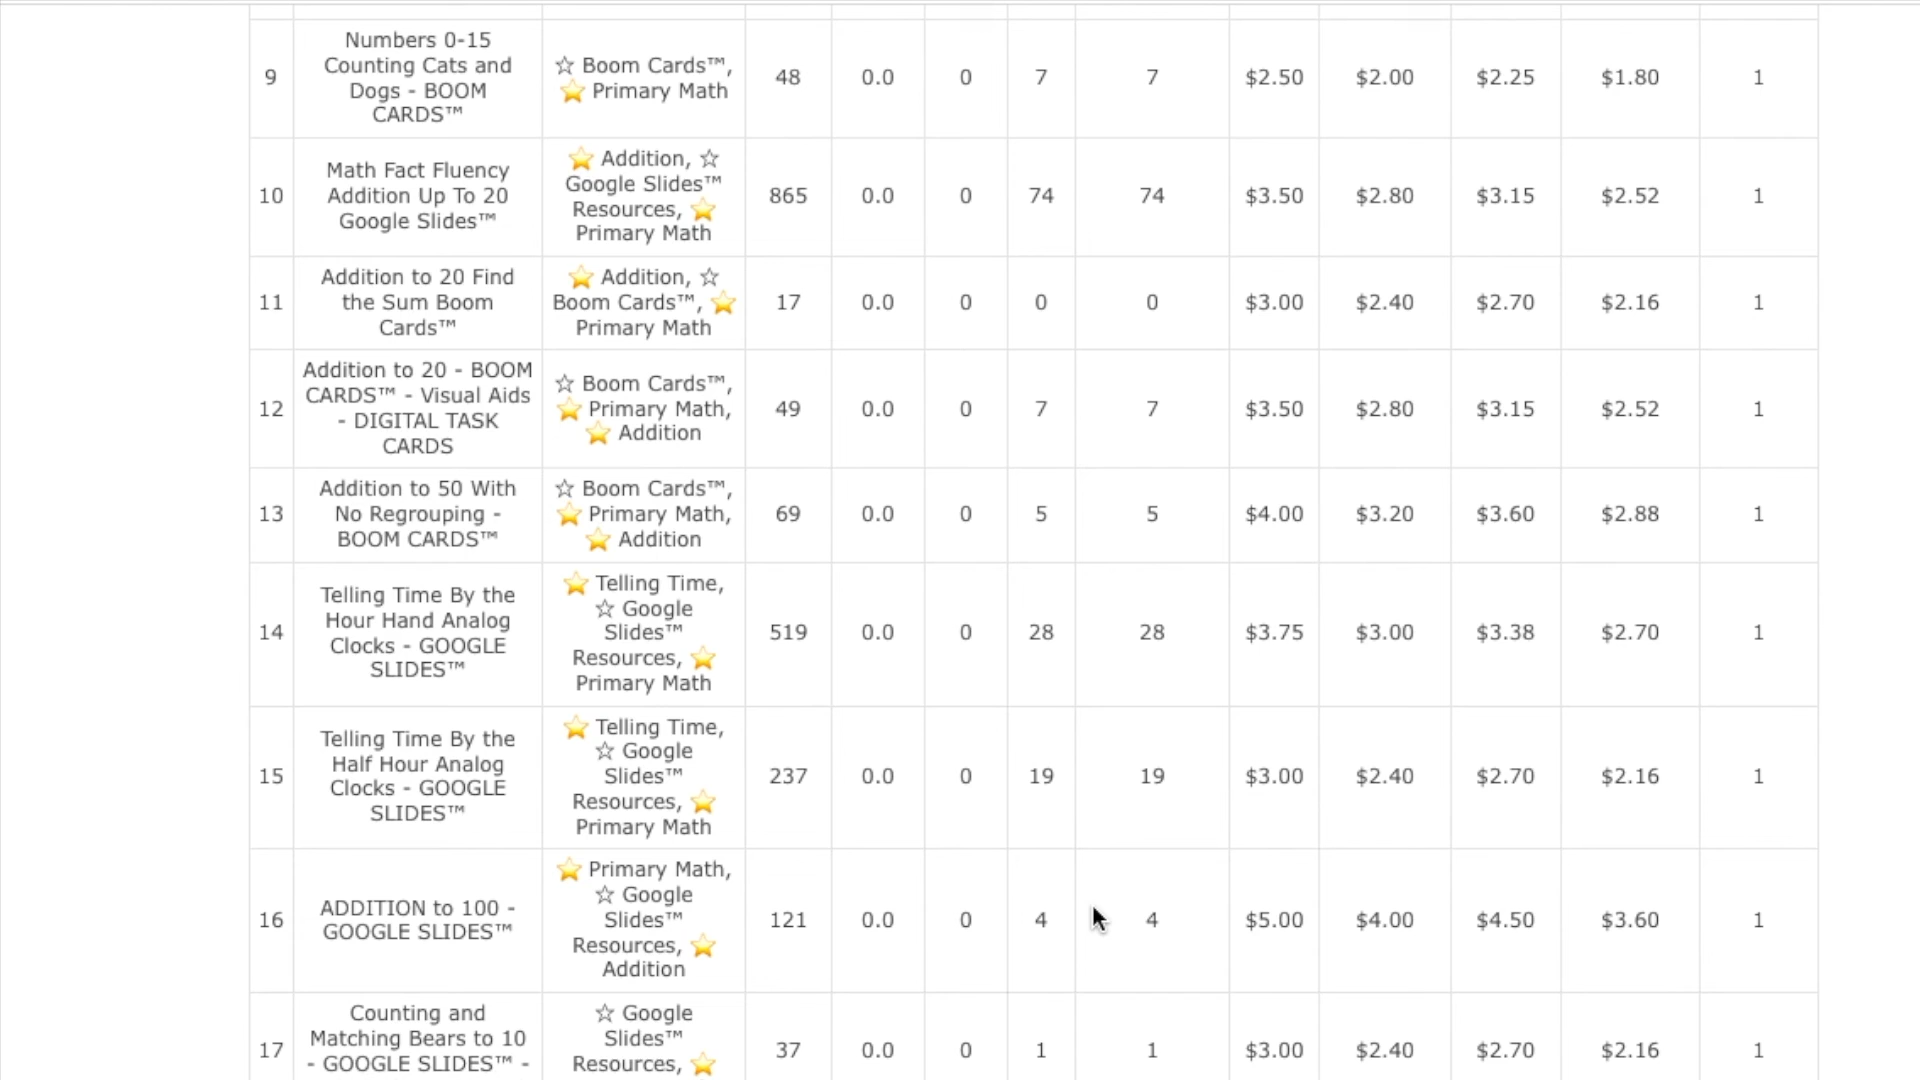 9
Numbers 0-15
Counting Cats and
Dogs - BOOM
CARDS™
☆ Boom Cards™,
⭐ Primary Math
48 0.0 0 7 7 $2.50 $2.00 $2.25 $1.80 1
10
Math Fact Fluency
Addition Up To 20
Google Slides™
⭐ Addition, ☆
Google Slides™
Resources, ⭐
Primary Math
865 0.0 0 74 74 $3.50 $2.80 $3.15 $2.52 1
11
Addition to 20 Find
the Sum Boom
Cards™
⭐ Addition, ☆
Boom Cards™, ⭐
Primary Math
17 0.0 0 0 0 $3.00 $2.40 $2.70 $2.16 1
12
Addition to 20 - BOOM
CARDS™ - Visual Aids
- DIGITAL TASK
CARDS
☆ Boom Cards™,
⭐ Primary Math,
⭐ Addition
49 0.0 0 7 7 $3.50 $2.80 $3.15 $2.52 1
13
Addition to 50 With
No Regrouping -
BOOM CARDS™
☆ Boom Cards™,
⭐ Primary Math,
⭐ Addition
69 0.0 0 5 5 $4.00 $3.20 $3.60 $2.88 1
14
Telling Time By the
Hour Hand Analog
Clocks - GOOGLE
SLIDES™
⭐ Telling Time,
☆ Google
Slides™
Resources, ⭐
Primary Math
519 0.0 0 28 28 $3.75 $3.00 $3.38 $2.70 1
15
Telling Time By the
Half Hour Analog
Clocks - GOOGLE
SLIDES™
⭐ Telling Time,
☆ Google
Slides™
Resources, ⭐
Primary Math
237 0.0 0 19 19 $3.00 $2.40 $2.70 $2.16 1
16
ADDITION to 100 -
GOOGLE SLIDES™
⭐ Primary Math,
☆ Google
Slides™
Resources, ⭐
Addition
121 0.0 0 4 4 $5.00 $4.00 $4.50 $3.60 1
17
Counting and
Matching Bears to 10
- GOOGLE SLIDES™ -
☆ Google
Slides™
Resources, ⭐
37 0.0 0 1 1 $3.00 $2.40 $2.70 $2.16 1